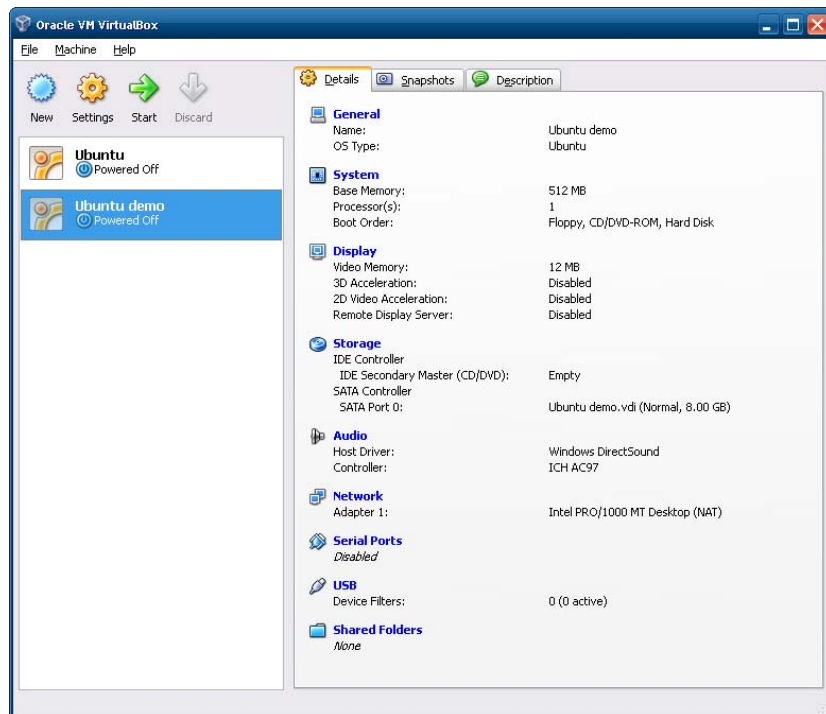 Oracle VM VirtualBox
File Machine Help
New Settings Start Discard
Ubuntu
Powered Off
Ubuntu demo
Powered Off
Details Snapshots Description
General
Name: Ubuntu demo
OS Type: Ubuntu
System
Base Memory: 512 MB
Processor(s): 1
Boot Order: Floppy, CD/DVD-ROM, Hard Disk
Display
Video Memory: 12 MB
3D Acceleration: Disabled
2D Video Acceleration: Disabled
Remote Display Server: Disabled
Storage
IDE Controller
IDE Secondary Master (CD/DVD): Empty
SATA Controller
SATA Port 0: Ubuntu demo.vdi (Normal, 8.00 GB)
Audio
Host Driver: Windows DirectSound
Controller: ICH AC97
Network
Adapter 1: Intel PRO/1000 MT Desktop (NAT)
Serial Ports
Disabled
USB
Device Filters: 0 (0 active)
Shared Folders
None